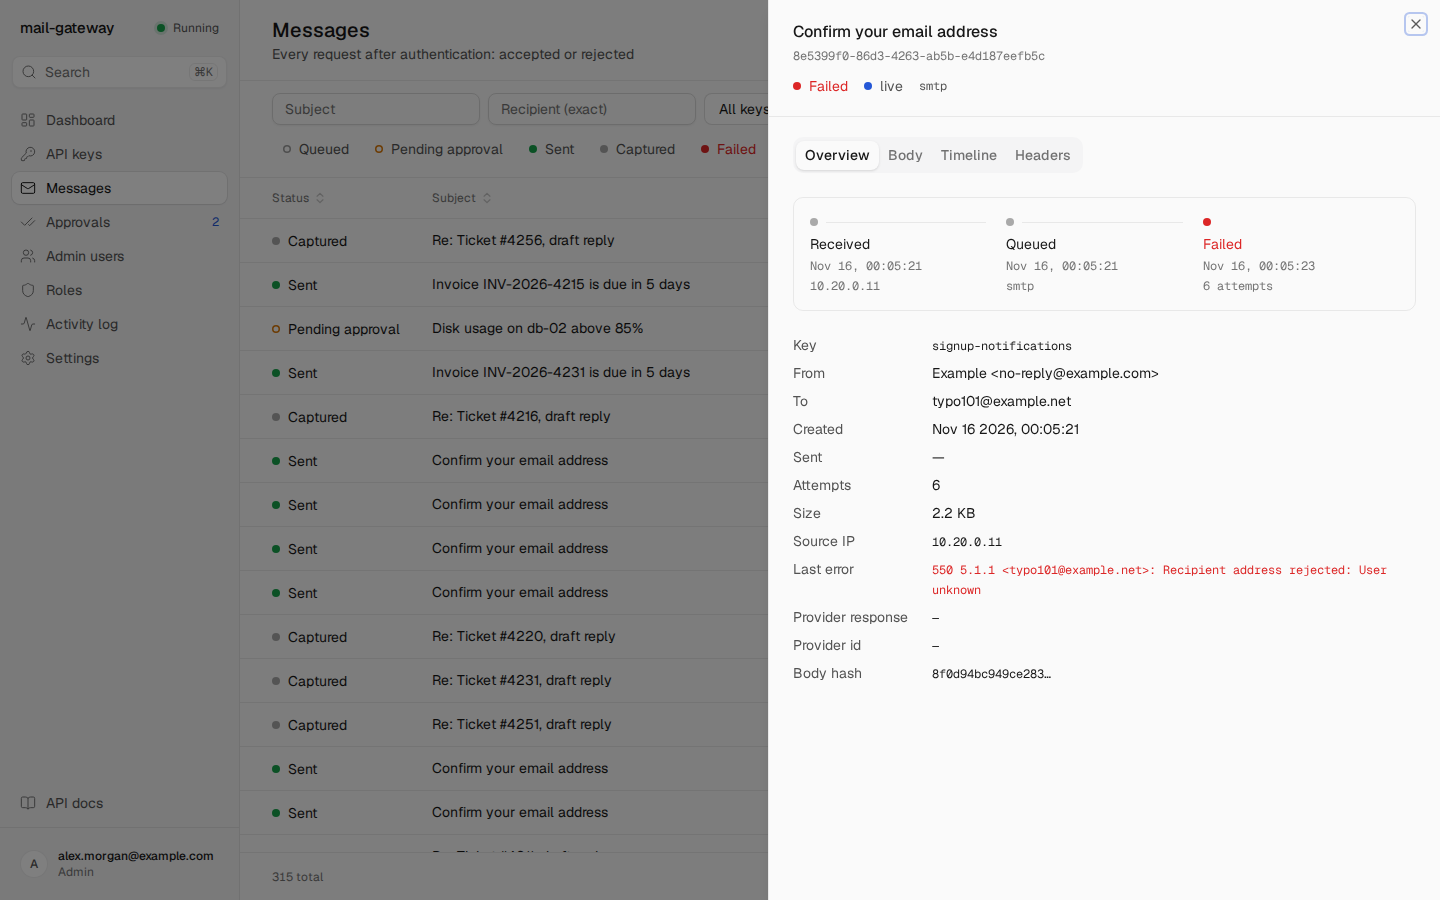 mail-gateway
Running
Search
⌘K
Dashboard
API keys
Messages
Approvals
2
Admin users
Roles
Activity log
Settings
API docs
A
alex.morgan@example.com
Admin
Messages
Every request after authentication: accepted or rejected
Subject
Recipient (exact)
All keys
Queued
Pending approval
Sent
Captured
Failed
Status
Subject
Captured
Re: Ticket #4256, draft reply
Sent
Invoice INV-2026-4215 is due in 5 days
Pending approval
Disk usage on db-02 above 85%
Sent
Invoice INV-2026-4231 is due in 5 days
Captured
Re: Ticket #4216, draft reply
Sent
Confirm your email address
Sent
Confirm your email address
Sent
Confirm your email address
Sent
Confirm your email address
Captured
Re: Ticket #4220, draft reply
Captured
Re: Ticket #4231, draft reply
Captured
Re: Ticket #4251, draft reply
Sent
Confirm your email address
Sent
Confirm your email address
315 total
Confirm your email address
8e5399f0-86d3-4263-ab5b-e4d187eefb5c
Failed
live
smtp
Overview
Body
Timeline
Headers
Received
Nov 16, 00:05:21
10.20.0.11
Queued
Nov 16, 00:05:21
smtp
Failed
Nov 16, 00:05:23
6 attempts
Key
signup-notifications
From
Example <no-reply@example.com>
To
typo101@example.net
Created
Nov 16 2026, 00:05:21
Sent
—
Attempts
6
Size
2.2 KB
Source IP
10.20.0.11
Last error
550 5.1.1 <typo101@example.net>: Recipient address rejected: User
unknown
Provider response
–
Provider id
–
Body hash
8f0d94bc949ce283…